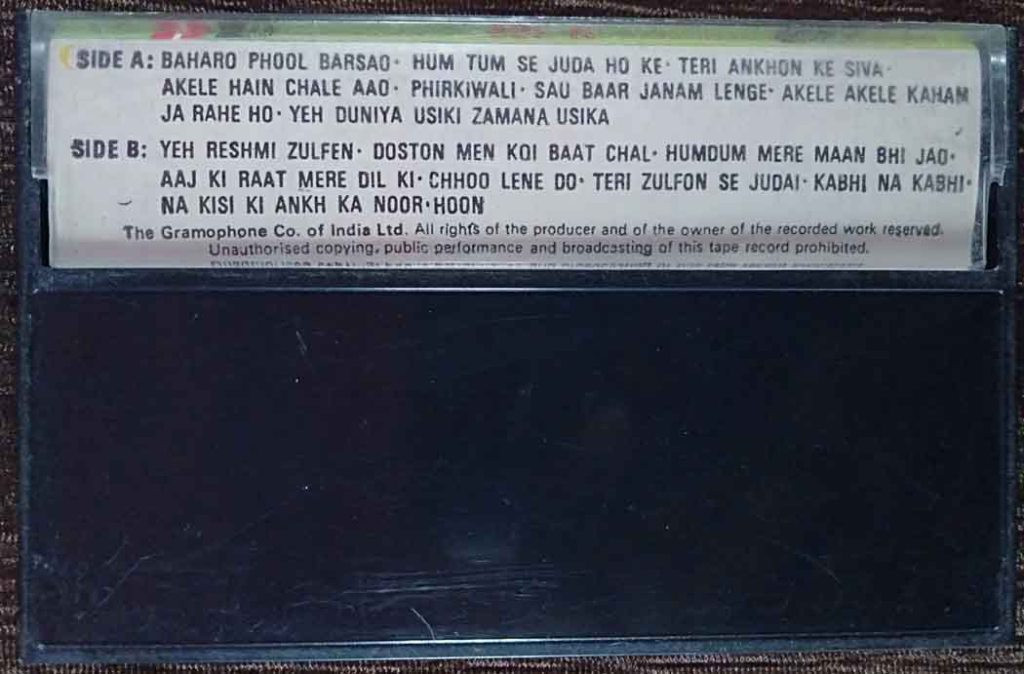 SIDE A: BAHARO PHOOL BARSAO· HUM TUM SE JUDA HO KE· TERI ANKHON KE SIVA·
AKELE HAIN CHALE AAO· PHIRKIWALI· SAU BAAR JANAM LENGE· AKELE AKELE KAHAM
JA RAHE HO· YEH DUNIYA USIKI ZAMANA USIKA
SIDE B: YEH RESHMI ZULFEN· DOSTON MEN KOI BAAT CHAL· HUMDUM MERE MAAN BHI JAO·
AAJ KI RAAT MERE DIL KI· CHHOO LENE DO· TERI ZULFON SE JUDAI· KABHI NA KABHI·
NA KISI KI ANKH KA NOOR·HOON
The Gramophone Co. of India Ltd. All rights of the producer and of the owner of the recorded work reserved.
Unauthorised copying, public performance and broadcasting of this tape record prohibited.